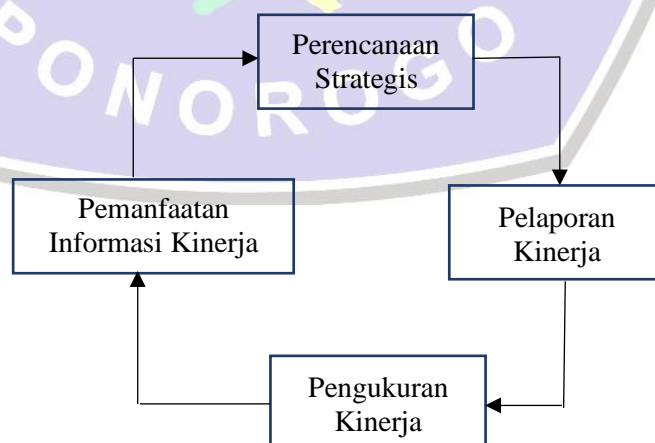 PONOROGO
Perencanaan
Strategis
Pemanfaatan
Informasi Kinerja
Pelaporan
Kinerja
Pengukuran
Kinerja